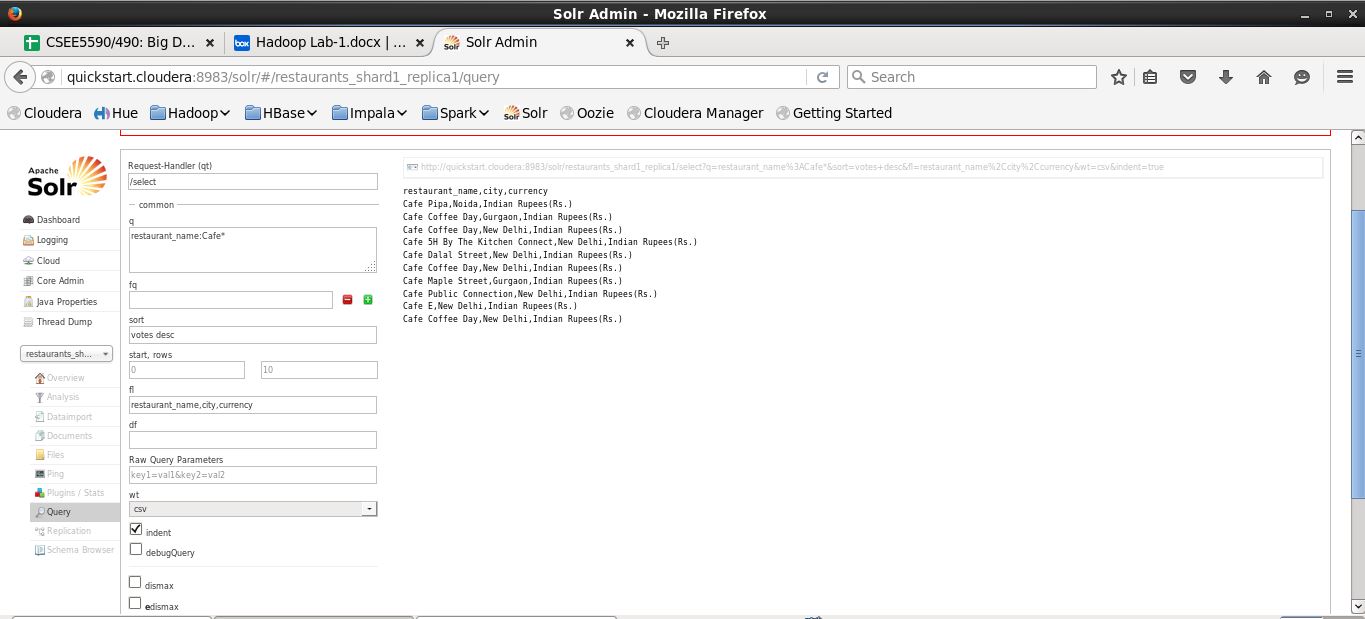 Solr Admin - Mozilla Firefox
CSEE5590/490: Big D... × Hadoop Lab-1.docx | ... × Solr Admin ×
quickstart.cloudera:8983/solr/#/restaurants_shard1_replica1/query Search
Cloudera Hue Hadoop HBase Impala Spark Solr Oozie Cloudera Manager Getting Started
Apache
Solr
Dashboard
Logging
Cloud
Core Admin
Java Properties
Thread Dump
restaurants_sh...
Overview
Analysis
Dataimport
Documents
Files
Ping
Plugins / Stats
Query
Replication
Schema Browser
Request-Handler (qt)
/select
common
q
restaurant_name:Cafe*
fq
sort
votes desc
start, rows
0 10
fl
restaurant_name,city,currency
df
Raw Query Parameters
key1=val1&key2=val2
wt
csv
indent
debugQuery
dismax
edismax
http://quickstart.cloudera:8983/solr/restaurants_shard1_replica1/select?q=restaurant_name%3ACafe*&sort=votes+desc&fl=restaurant_name%2Ccity%2Ccurrency&wt=csv&indent=true
restaurant_name,city,currency
Cafe Pipa,Noida,Indian Rupees(Rs.)
Cafe Coffee Day,Gurgaon,Indian Rupees(Rs.)
Cafe Coffee Day,New Delhi,Indian Rupees(Rs.)
Cafe 5H By The Kitchen Connect,New Delhi,Indian Rupees(Rs.)
Cafe Dalal Street,New Delhi,Indian Rupees(Rs.)
Cafe Coffee Day,New Delhi,Indian Rupees(Rs.)
Cafe Maple Street,Gurgaon,Indian Rupees(Rs.)
Cafe Public Connection,New Delhi,Indian Rupees(Rs.)
Cafe E,New Delhi,Indian Rupees(Rs.)
Cafe Coffee Day,New Delhi,Indian Rupees(Rs.)